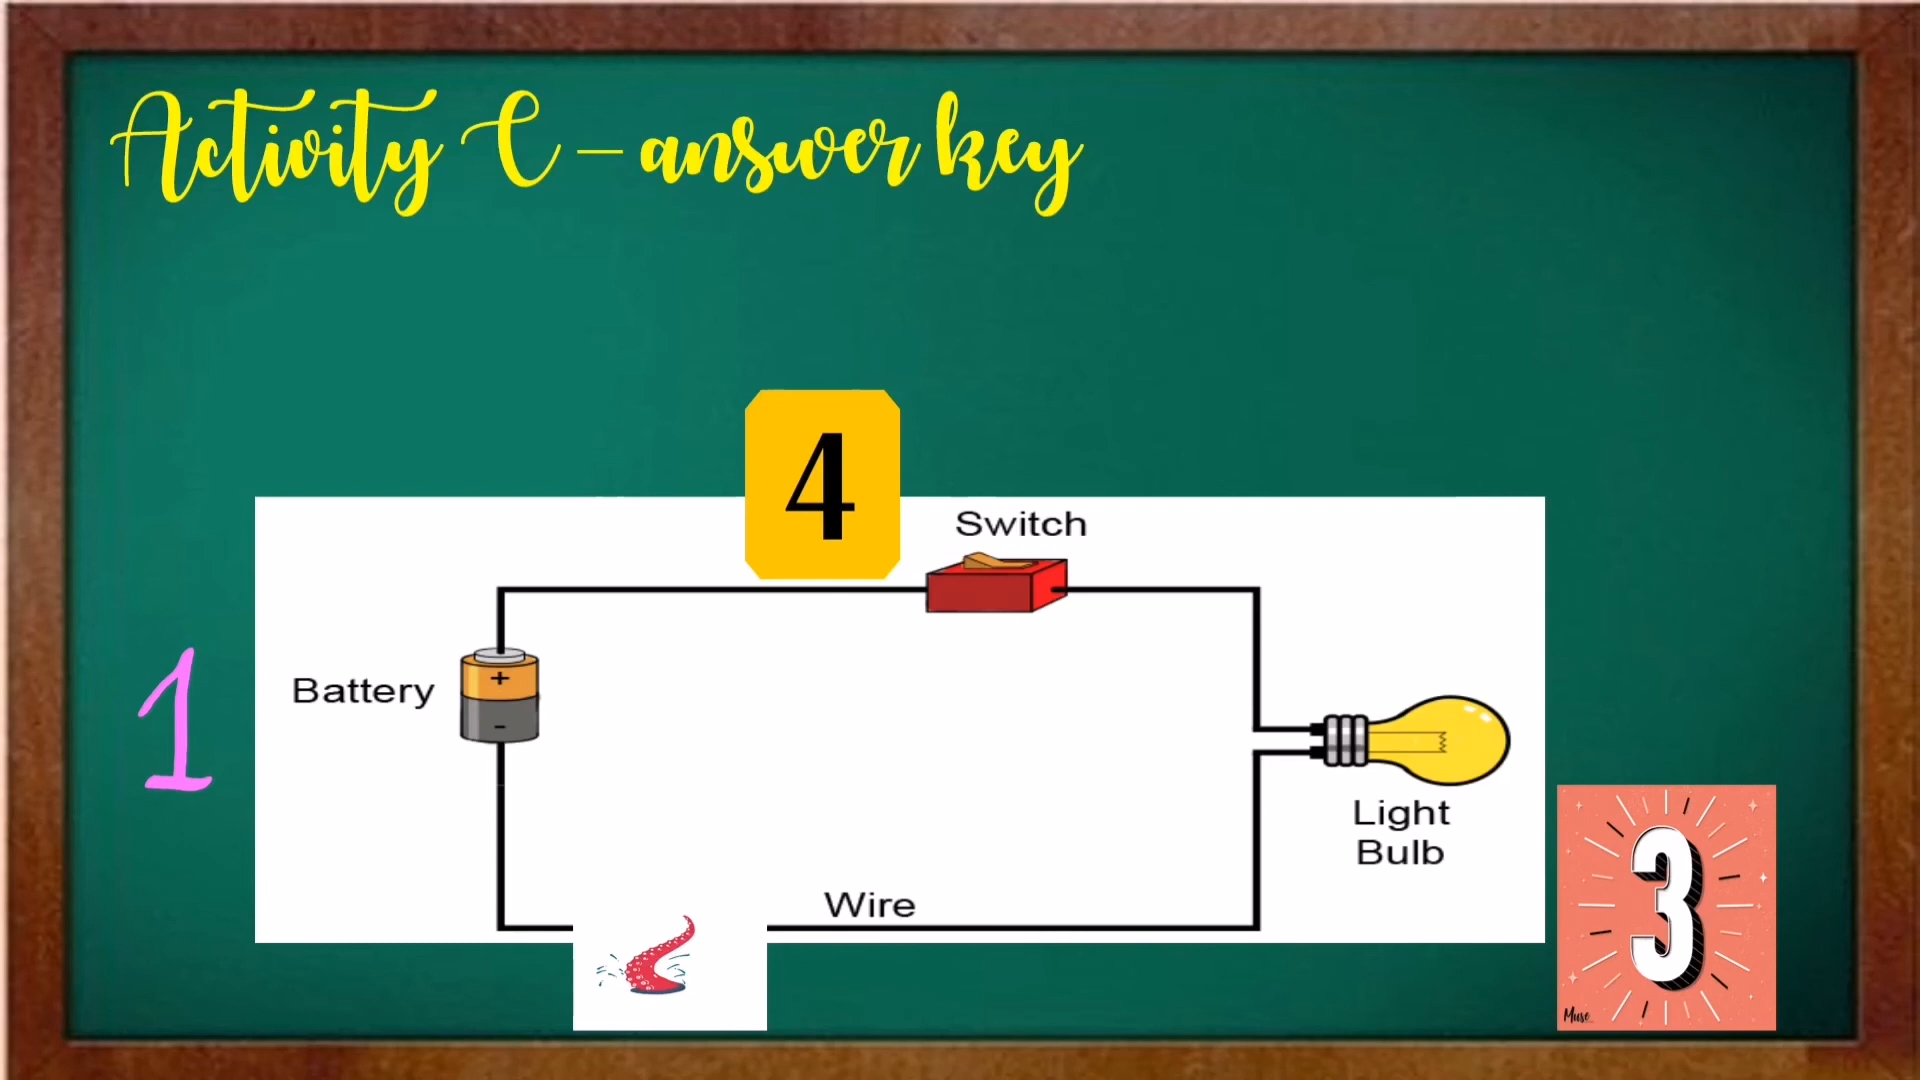 Activity C - answer key
4
Switch
1
Battery
+
-
Light
Bulb
Wire
3
Muse